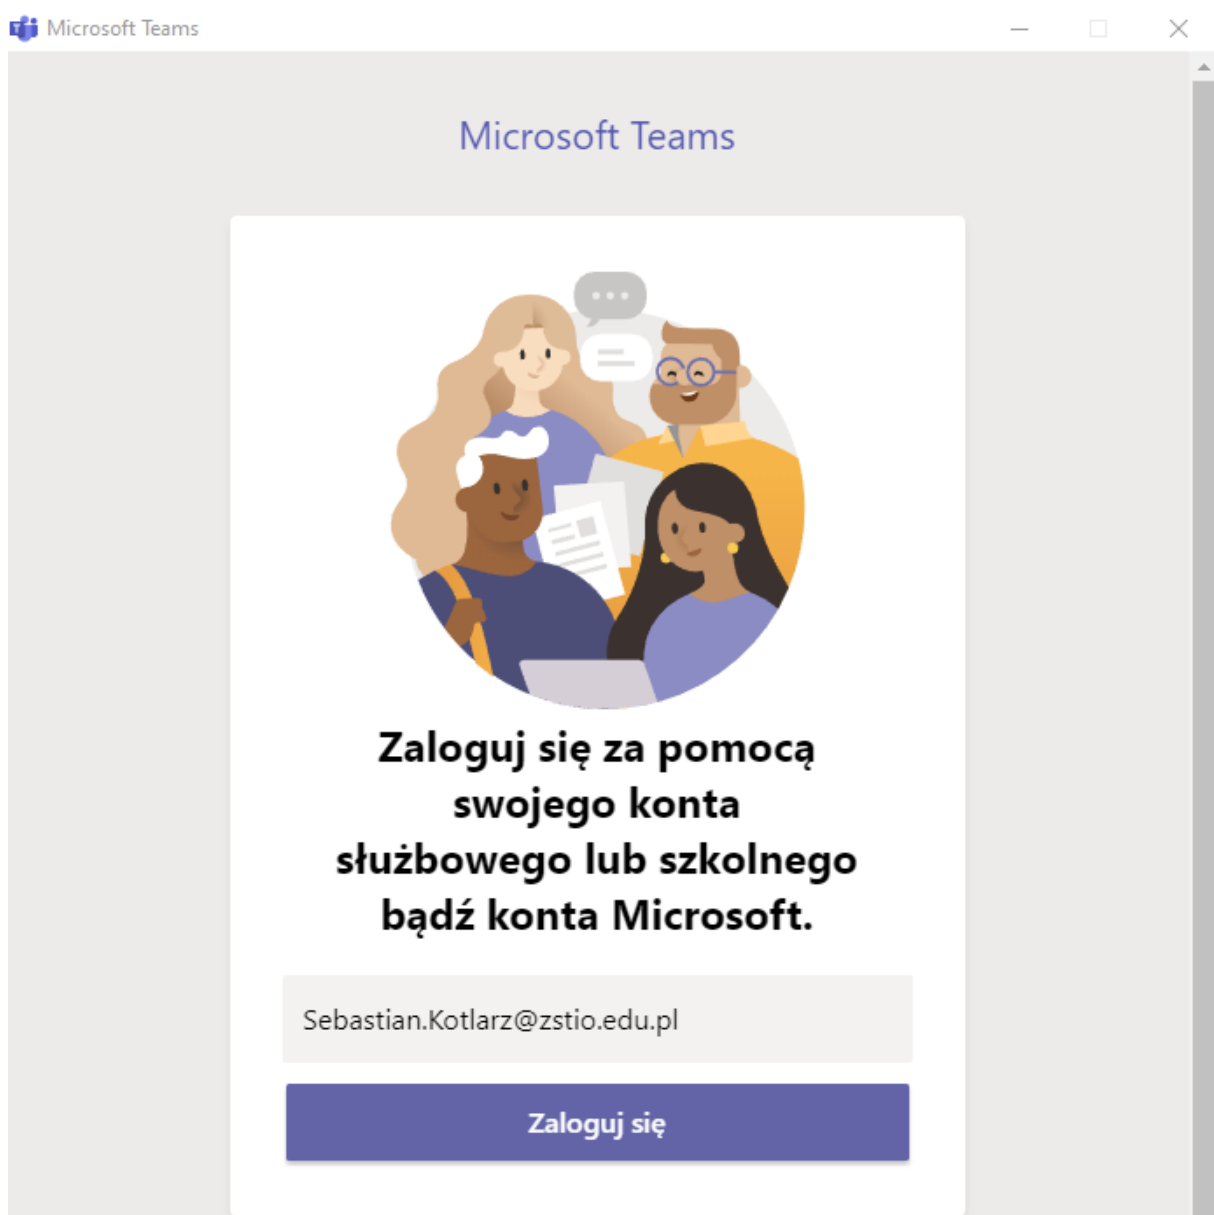 Microsoft Teams
Microsoft Teams
Zaloguj się za pomocą
swojego konta
służbowego lub szkolnego
bądź konta Microsoft.
Sebastian.Kotlarz@zstio.edu.pl
Zaloguj się